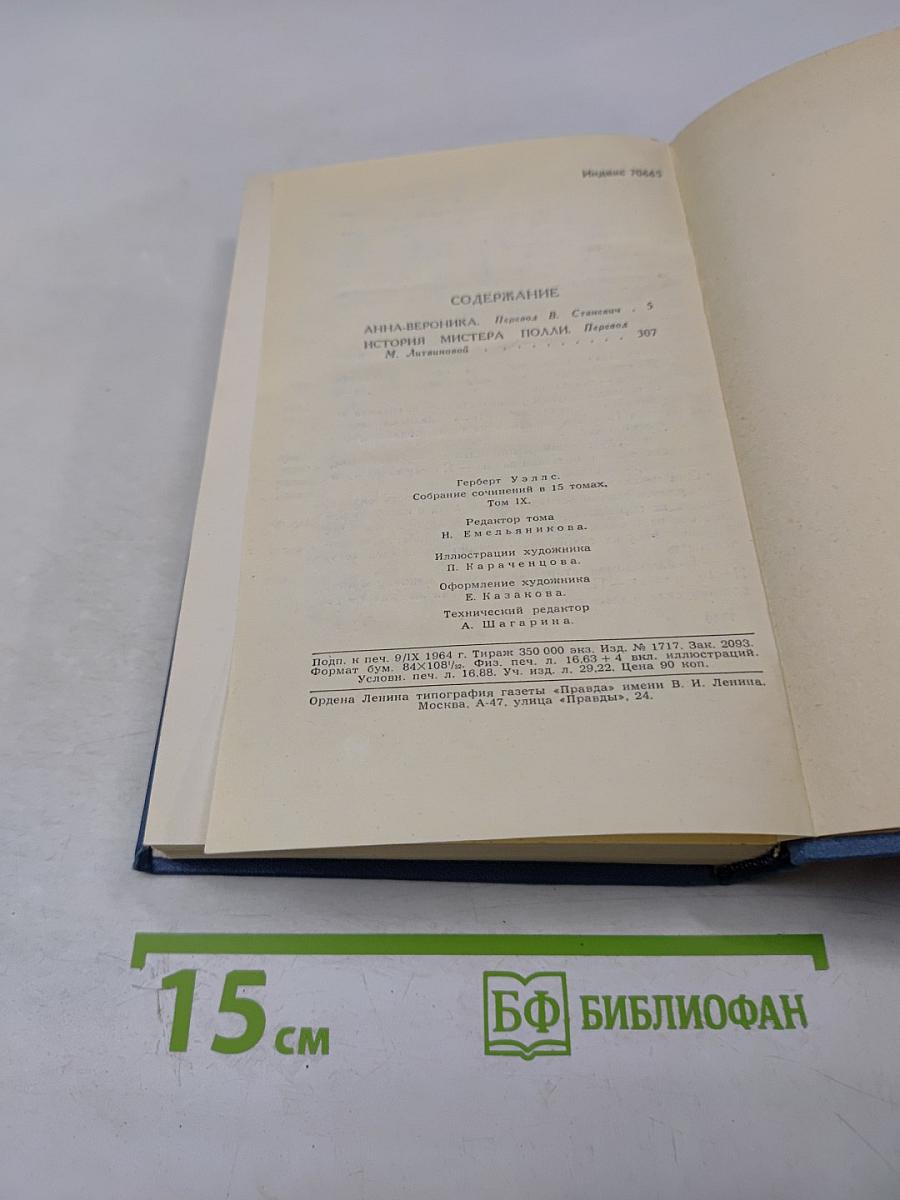 Индекс 70665
СОДЕРЖАНИЕ
АННА-ВЕРОНИКА. Перевод В. Станевич . 5
ИСТОРИЯ МИСТЕРА ПОЛЛИ. Перевод
М. Литвиновой . . . . . . . . . . 307
Герберт Уэллс.
Собрание сочинений в 15 томах.
Том IX.
Редактор тома
Н. Емельяникова.
Иллюстрации художника
П. Караченцова.
Оформление художника
Е. Казакова.
Технический редактор
А. Шагарина.
Подп. к печ. 9/IX 1964 г. Тираж 350 000 экз. Изд. № 1717. Зак. 2093.
Формат бум. 84×108¹/₃₂. Физ. печ. л. 16,63 + 4 вкл. иллюстраций.
Условн. печ. л. 16,88. Уч. изд. л. 29,22. Цена 90 коп.
Ордена Ленина типография газеты «Правда» имени В. И. Ленина.
Москва, А-47, улица «Правды», 24.
15 см
БФ БИБЛИОФАН